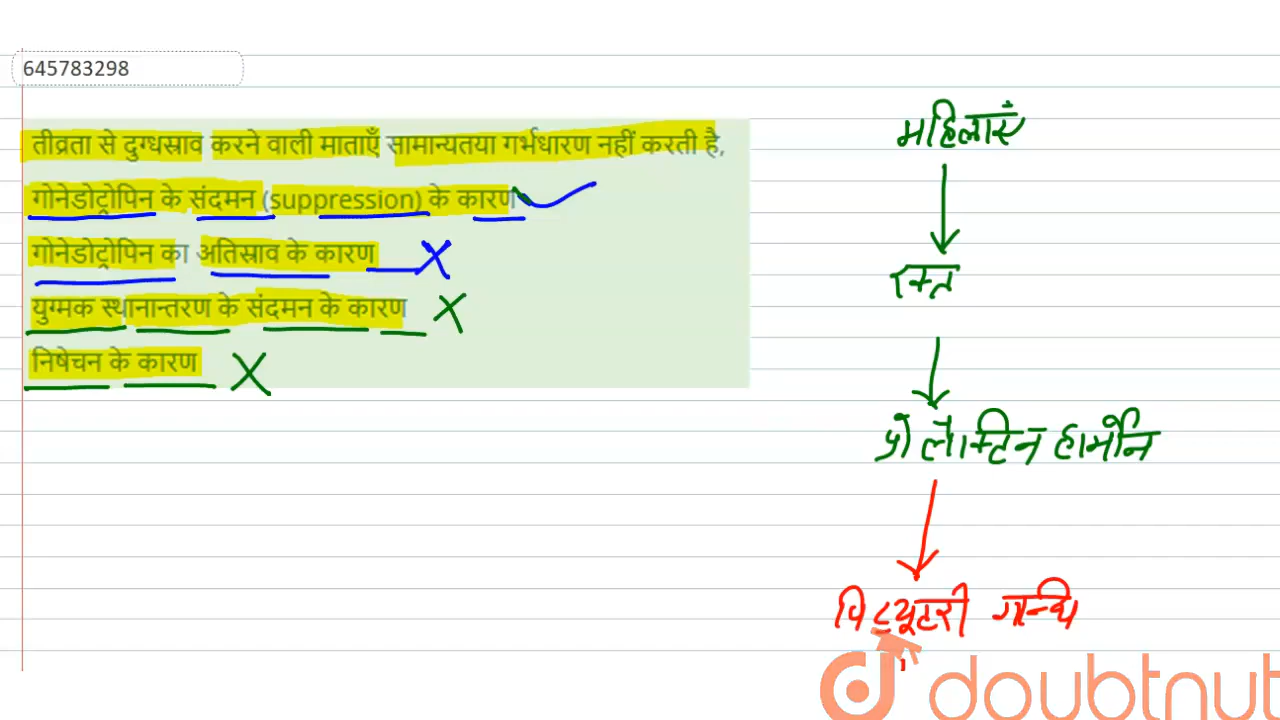 645783298
तीव्रता से दुग्धस्राव करने वाली माताएँ सामान्यतया गर्भधारण नहीं करती है,
गोनेडोट्रोपिन के संदमन (suppression) के कारण
गोनेडोट्रोपिन का अतिस्राव के कारण
युग्मक स्थानान्तरण के संदमन के कारण
निषेचन के कारण
महिलाएं
रक्त
प्रोलैक्टिन हार्मोन
पिट्यूटरी ग्रन्थि
doubtnut